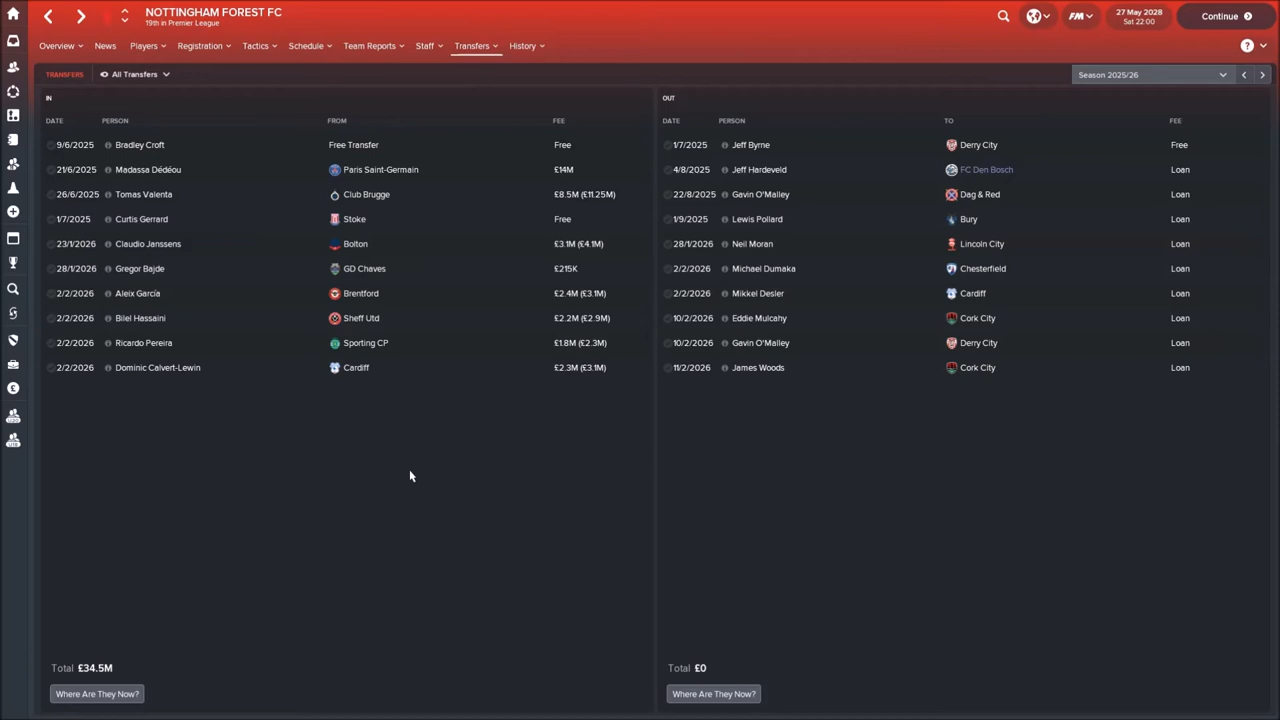 NOTTINGHAM FOREST FC
19th in Premier League
FM
27 May 2028
Sat 22:00
Continue
Overview News Players Registration Tactics Schedule Team Reports Staff Transfers History ?
TRANSFERS All Transfers Season 2025/26
IN
DATE PERSON FROM FEE
9/6/2025 Bradley Croft Free Transfer Free
21/6/2025 Madassa Dédéou Paris Saint-Germain £14M
26/6/2025 Tomas Valenta Club Brugge £8.5M (£11.25M)
1/7/2025 Curtis Gerrard Stoke Free
23/1/2026 Claudio Janssens Bolton £3.1M (£4.1M)
28/1/2026 Gregor Bajde GD Chaves £215K
2/2/2026 Aleix García Brentford £2.4M (£3.1M)
2/2/2026 Bilel Hassaini Sheff Utd £2.2M (£2.9M)
2/2/2026 Ricardo Pereira Sporting CP £1.8M (£2.3M)
2/2/2026 Dominic Calvert-Lewin Cardiff £2.3M (£3.1M)
Total £34.5M
Where Are They Now?
OUT
DATE PERSON TO FEE
1/7/2025 Jeff Byrne Derry City Free
4/8/2025 Jeff Hardeveld FC Den Bosch Loan
22/8/2025 Gavin O'Malley Dag & Red Loan
1/9/2025 Lewis Pollard Bury Loan
28/1/2026 Neil Moran Lincoln City Loan
2/2/2026 Michael Dumaka Chesterfield Loan
2/2/2026 Mikkel Desler Cardiff Loan
10/2/2026 Eddie Mulcahy Cork City Loan
10/2/2026 Gavin O'Malley Derry City Loan
11/2/2026 James Woods Cork City Loan
Total £0
Where Are They Now?